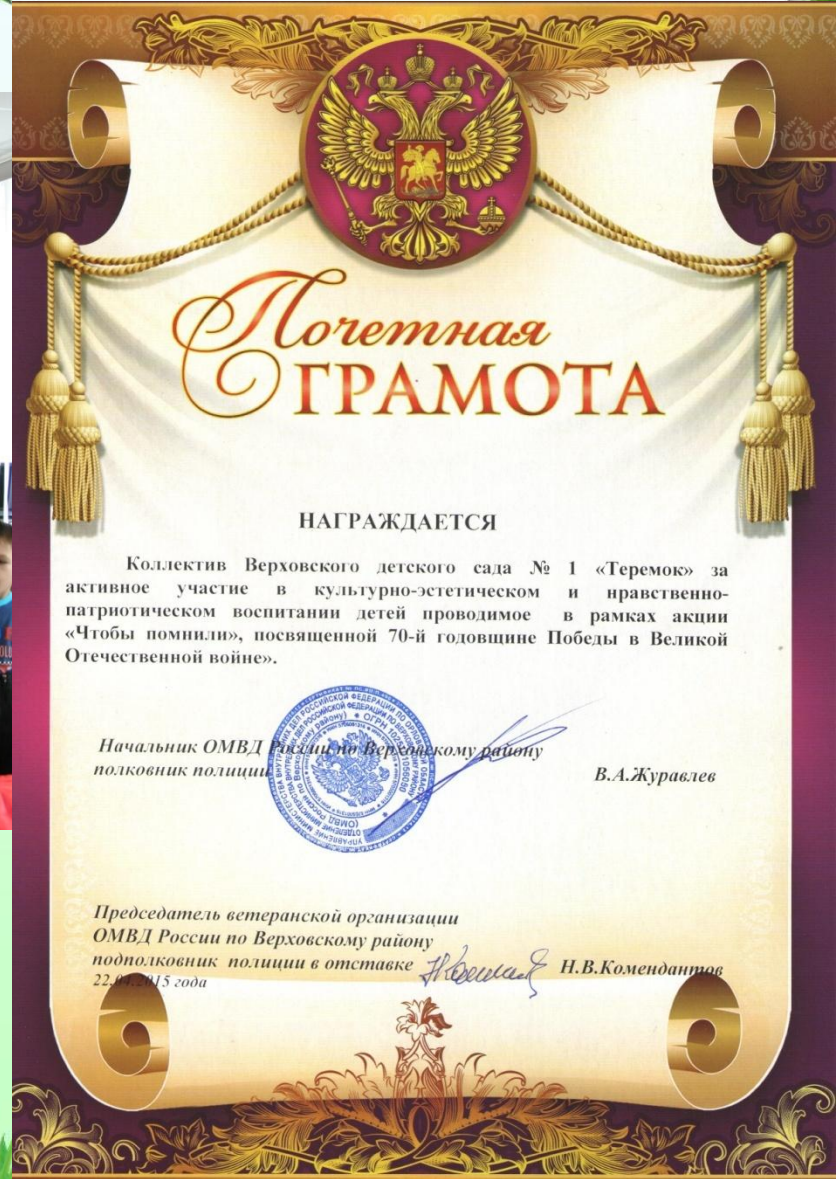 Почетная
ГРАМОТА
НАГРАЖДАЕТСЯ
Коллектив Верховского детского сада № 1 «Теремок» за
активное участие в культурно-эстетическом и нравственно-
патриотическом воспитании детей проводимое в рамках акции
«Чтобы помнили», посвященной 70-й годовщине Победы в Великой
Отечественной войне».
Начальник ОМВД России по Верховскому району
полковник полиции
В.А.Журавлев
Председатель ветеранской организации
ОМВД России по Верховскому району
подполковник полиции в отставке
Н.В.Комендантов
22.04.2015 года